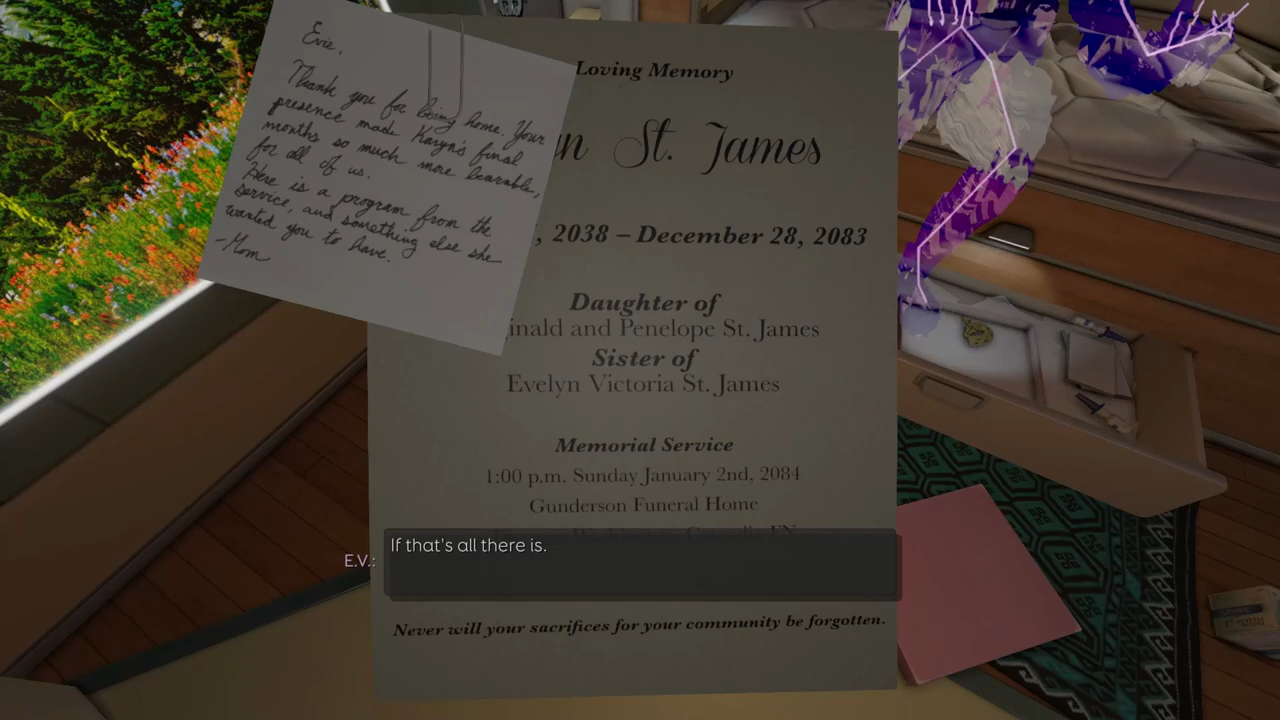 Evie,
Thank you for being home. Your
presence made Karyn's final
months so much more bearable,
for all of us.
Here is a program from the
service, and something else she
wanted you to have.
-Mom
Loving Memory
St. James
, 2038 – December 28, 2083
Daughter of
and Penelope St. James
Sister of
Evelyn Victoria St. James
Memorial Service
1:00 p.m. Sunday January 2nd, 2084
Gunderson Funeral Home
E.V.: If that's all there is.
Never will your sacrifices for your community be forgotten.